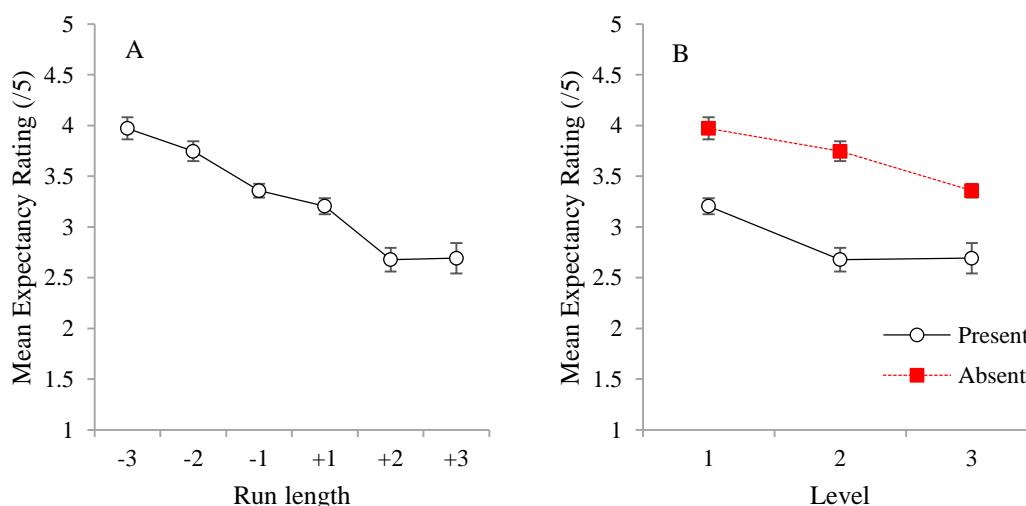 A
Mean Expectancy Rating (/5)
5
4.5
4
3.5
3
2.5
2
1.5
1
-3 -2 -1 +1 +2 +3
Run length
B
Mean Expectancy Rating (/5)
5
4.5
4
3.5
3
2.5
2
1.5
1
Present
Absent
1 2 3
Level